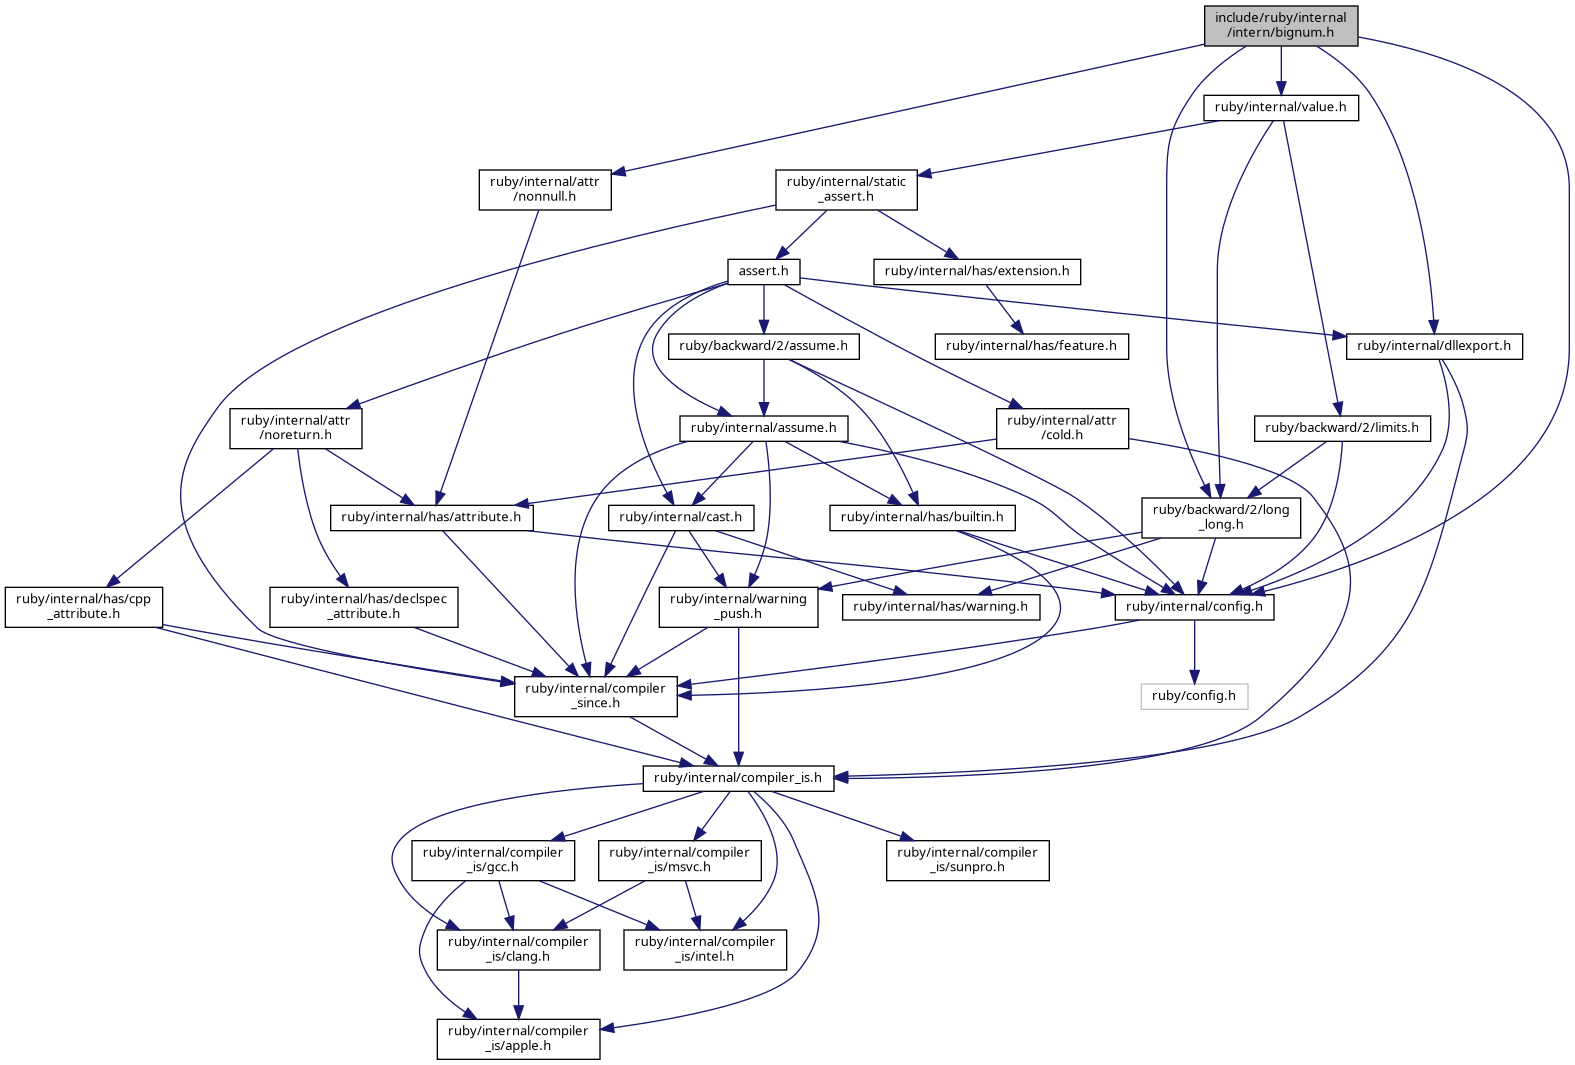 include/ruby/internal
/intern/bignum.h
ruby/internal/value.h
ruby/internal/attr
/nonnull.h
ruby/internal/static
_assert.h
assert.h
ruby/internal/has/extension.h
ruby/backward/2/assume.h
ruby/internal/has/feature.h
ruby/internal/dllexport.h
ruby/internal/attr
/noreturn.h
ruby/internal/assume.h
ruby/internal/attr
/cold.h
ruby/backward/2/limits.h
ruby/internal/has/attribute.h
ruby/internal/cast.h
ruby/internal/has/builtin.h
ruby/backward/2/long
_long.h
ruby/internal/has/cpp
_attribute.h
ruby/internal/has/declspec
_attribute.h
ruby/internal/warning
_push.h
ruby/internal/has/warning.h
ruby/internal/config.h
ruby/internal/compiler
_since.h
ruby/config.h
ruby/internal/compiler_is.h
ruby/internal/compiler
_is/gcc.h
ruby/internal/compiler
_is/msvc.h
ruby/internal/compiler
_is/sunpro.h
ruby/internal/compiler
_is/clang.h
ruby/internal/compiler
_is/intel.h
ruby/internal/compiler
_is/apple.h